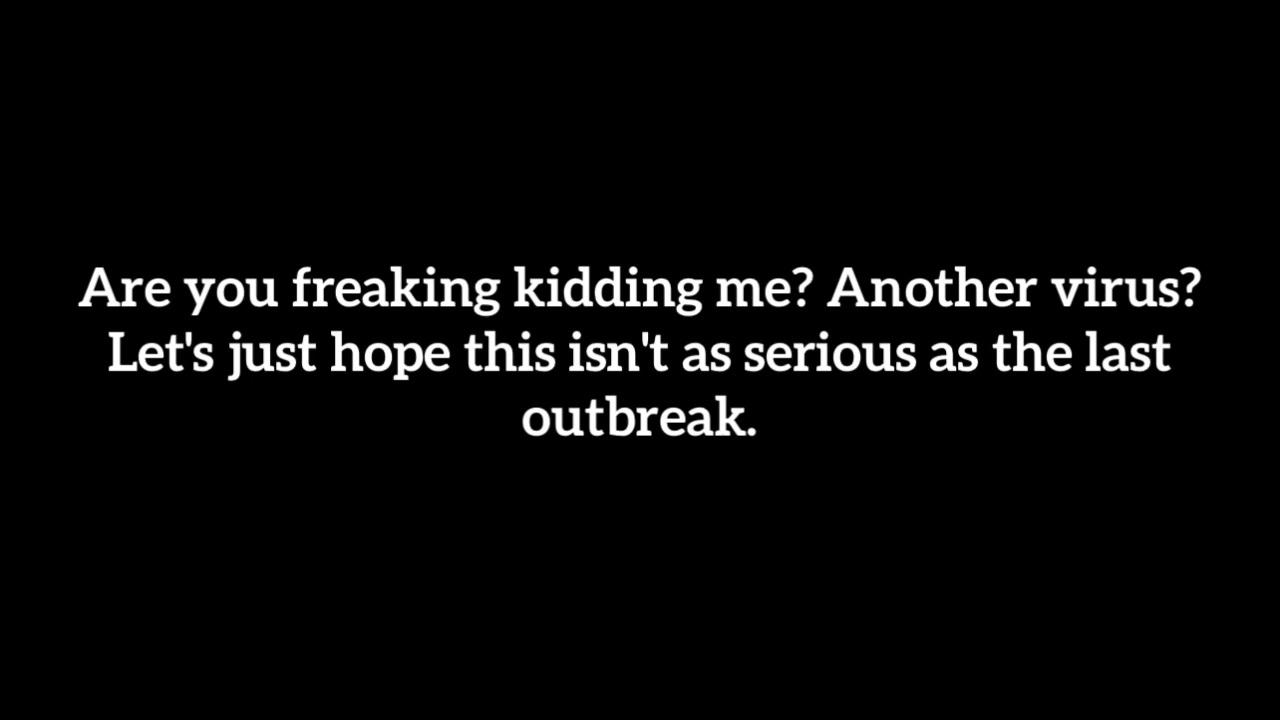 Are you freaking kidding me? Another virus?
Let's just hope this isn't as serious as the last
outbreak.